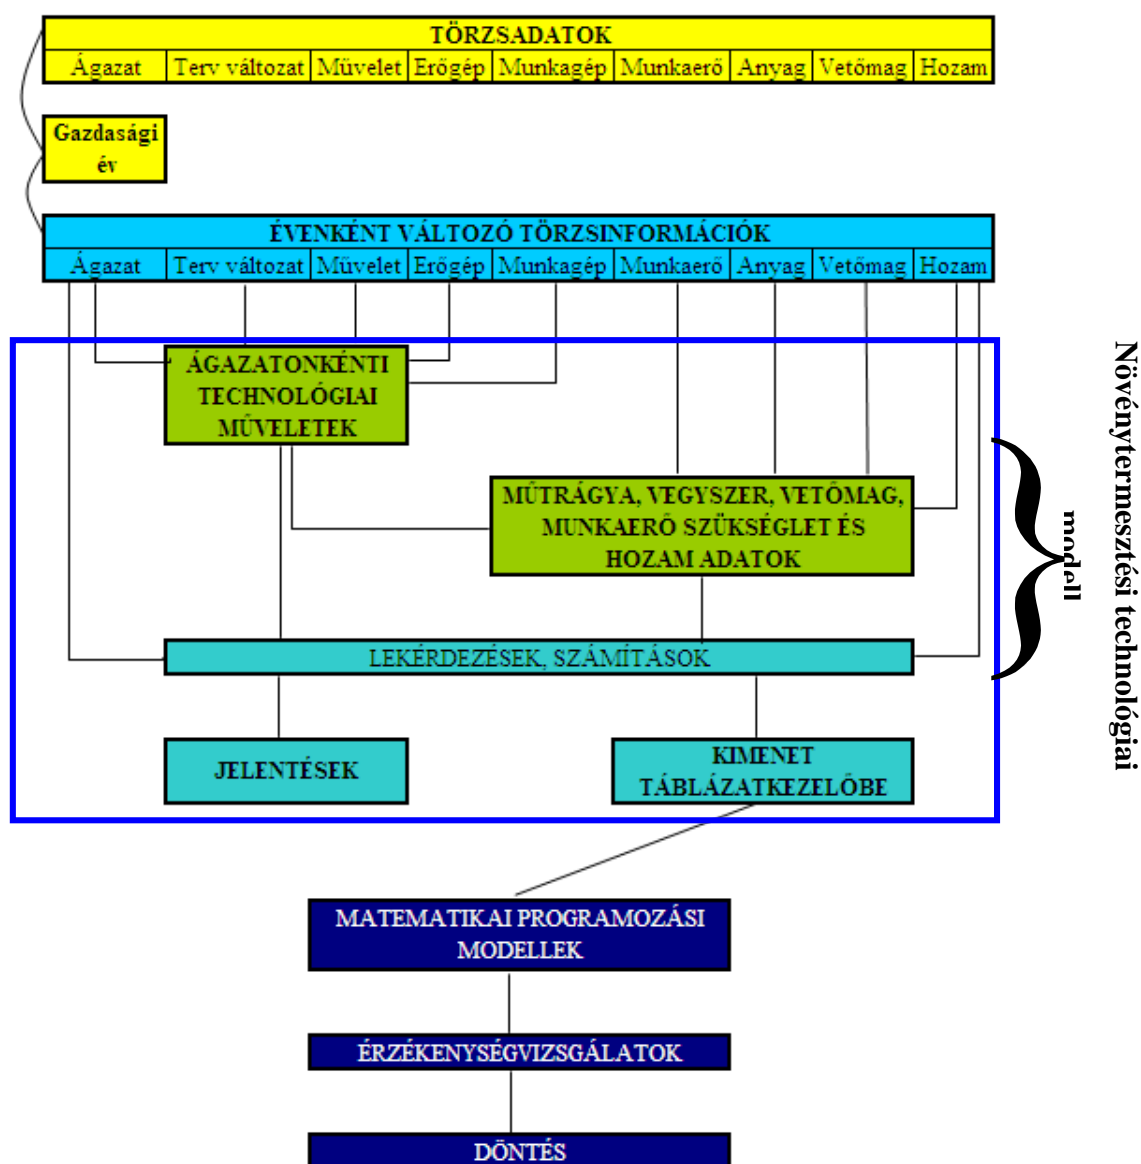 TÖRZSADATOK
Ágazat Terv változat Művelet Erőgép Munkagép Munkaerő Anyag Vetőmag Hozam
Gazdasági
év
ÉVENKÉNT VÁLTOZÓ TÖRZSINFORMÁCIÓK
Ágazat Terv változat Művelet Erőgép Munkagép Munkaerő Anyag Vetőmag Hozam
ÁGAZATONKÉNTI
TECHNOLÓGIAI
MŰVELETEK
MŰTRÁGYA, VEGYSZER, VETŐMAG,
MUNKAERŐ SZÜKSÉGLET ÉS
HOZAM ADATOK
LEKÉRDEZÉSEK, SZÁMÍTÁSOK
JELENTÉSEK
KIMENET
TÁBLÁZATKEZELŐBE
Növénytermesztési technológiai
modell
MATEMATIKAI PROGRAMOZÁSI
MODELLEK
ÉRZÉKENYSÉGVIZSGÁLATOK
DÖNTÉS